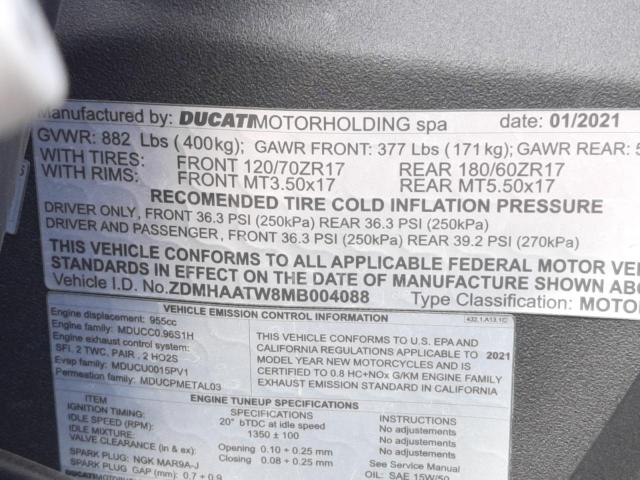 Manufactured by: DUCATIMOTORHOLDING spa date: 01/2021
GVWR: 882 Lbs (400kg); GAWR FRONT: 377 Lbs (171kg); GAWR REAR: 5
WITH TIRES: FRONT 120/70ZR17 REAR 180/60ZR17
WITH RIMS: FRONT MT3.50x17 REAR MT5.50x17
RECOMENDED TIRE COLD INFLATION PRESSURE
DRIVER ONLY, FRONT 36.3 PSI (250kPa) REAR 36.3 PSI (250kPa)
DRIVER AND PASSENGER, FRONT 36.3 PSI (250kPa) REAR 39.2 PSI (270kPa)
THIS VEHICLE CONFORMS TO ALL APPLICABLE FEDERAL MOTOR VEH
STANDARDS IN EFFECT ON THE DATE OF MANUFACTURE SHOWN ABO
Vehicle I.D. No. ZDMHAATW8MB004088 Type Classification: MOTOR
VEHICLE EMISSION CONTROL INFORMATION 432.1.A13.1C
Engine displacement: 955cc
Engine family: MDUCC0.96S1H
Engine exhaust control system:
SFI, 2 TWC, PAIR, 2 HO2S
Evap family: MDUCU0015PV1
Permeation family: MDUCPMETAL03
THIS VEHICLE CONFORMS TO U.S. EPA AND
CALIFORNIA REGULATIONS APPLICABLE TO 2021
MODEL YEAR NEW MOTORCYCLES AND IS
CERTIFIED TO 0.8 HC+NOx G/KM ENGINE FAMILY
EXHAUST EMISSION STANDARD IN CALIFORNIA
ENGINE TUNEUP SPECIFICATIONS
ITEM SPECIFICATIONS INSTRUCTIONS
IGNITION TIMING: 20° bTDC at idle speed No adjustements
IDLE SPEED (RPM) 1350 ± 100 No adjustements
IDLE MIXTURE: No adjustements
VALVE CLEARANCE (in & ex): Opening 0.10 ÷ 0.25 mm
Closing 0.08 ÷ 0.25 mm See Service Manual
SPARK PLUG: NGK MAR9A-J
SPARK PLUG GAP (mm): 0.7 ÷ 0.9 OIL: SAE 15W/50